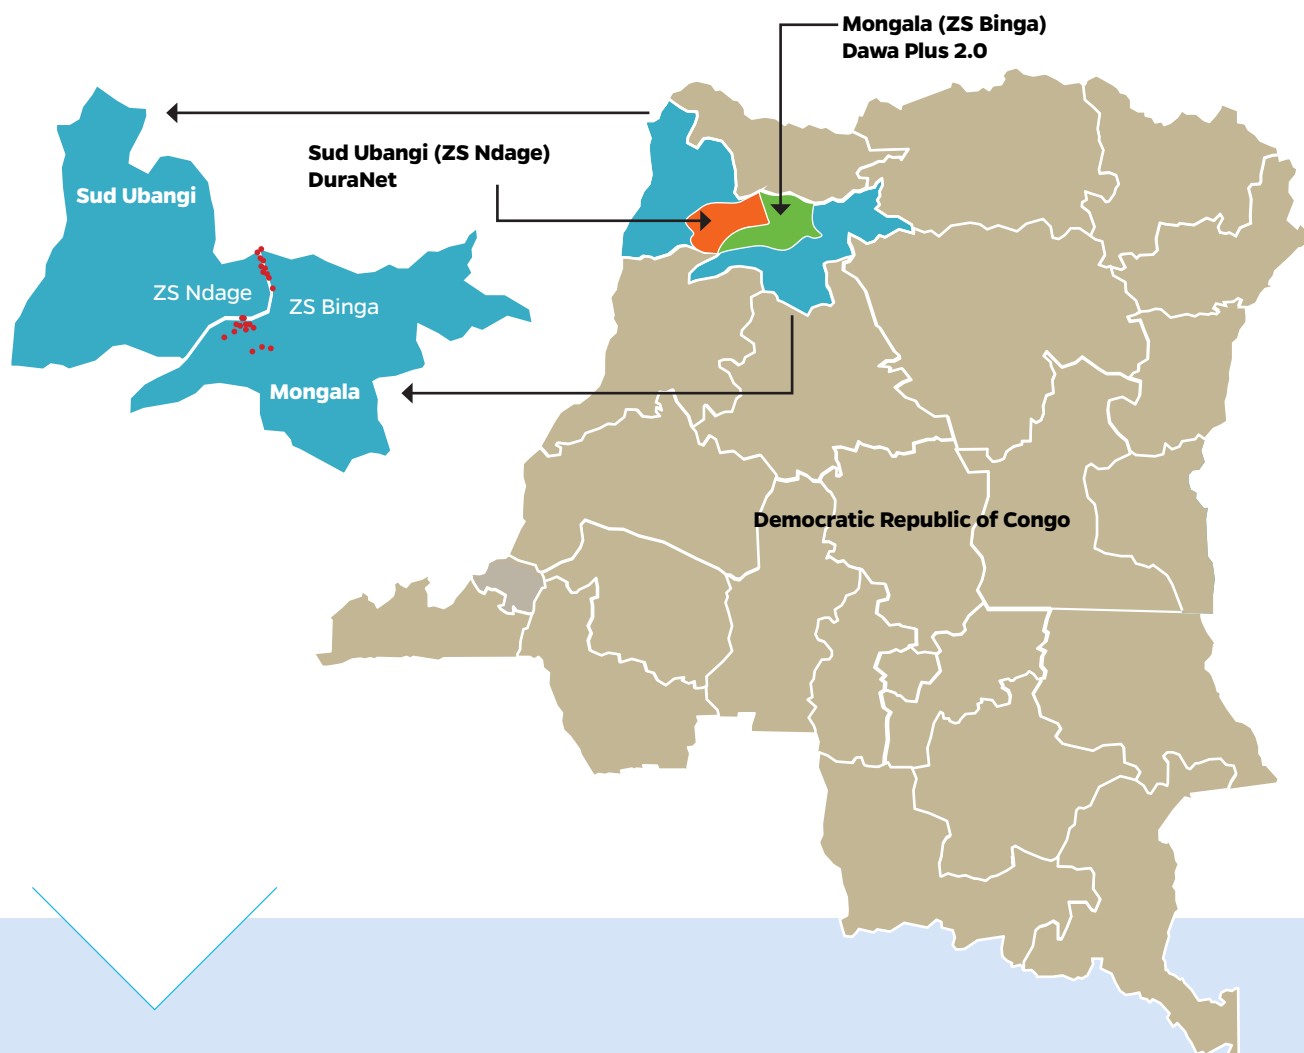 Mongala (ZS Binga)
Dawa Plus 2.0
Sud Ubangi (ZS Ndage)
DuraNet
Sud Ubangi
ZS Ndage
ZS Binga
Mongala
Democratic Republic of Congo